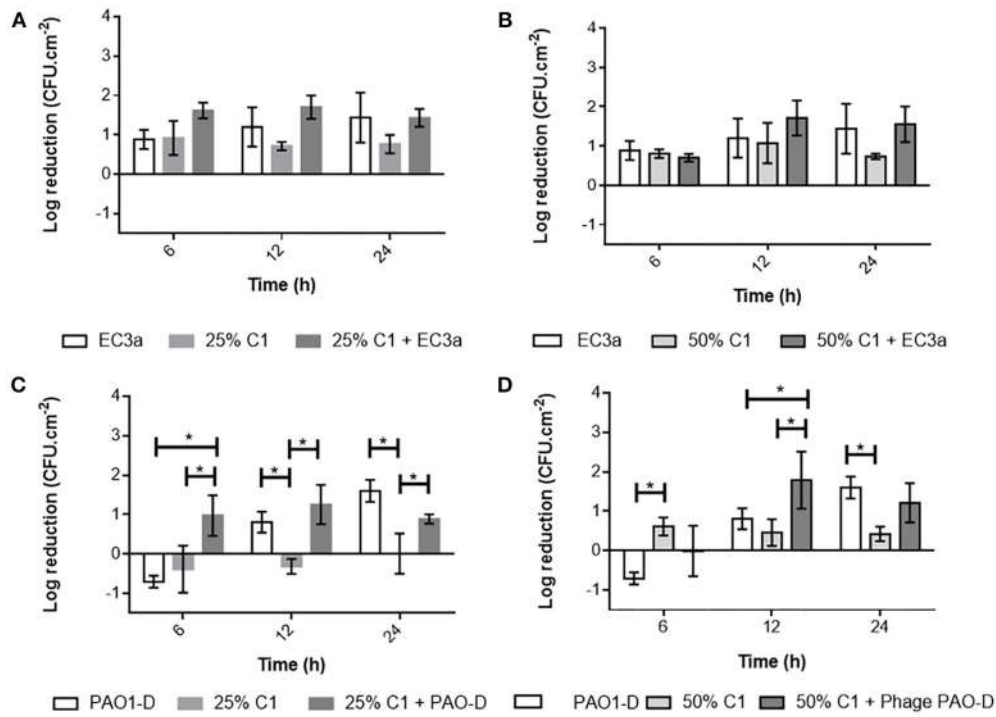 A
Log reduction (CFU.cm⁻²)
4
3
2
1
0
-1
6
12
24
Time (h)
EC3a 25% C1 25% C1 + EC3a
B
Log reduction (CFU.cm⁻²)
4
3
2
1
0
-1
6
12
24
Time (h)
EC3a 50% C1 50% C1 + EC3a
C
Log reduction (CFU.cm⁻²)
4
3
2
1
0
-1
* * * * * *
6
12
24
Time (h)
PAO1-D 25% C1 25% C1 + PAO-D
D
Log reduction (CFU.cm⁻²)
4
3
2
1
0
-1
* * * *
6
12
24
Time (h)
PAO1-D 50% C1 50% C1 + Phage PAO-D